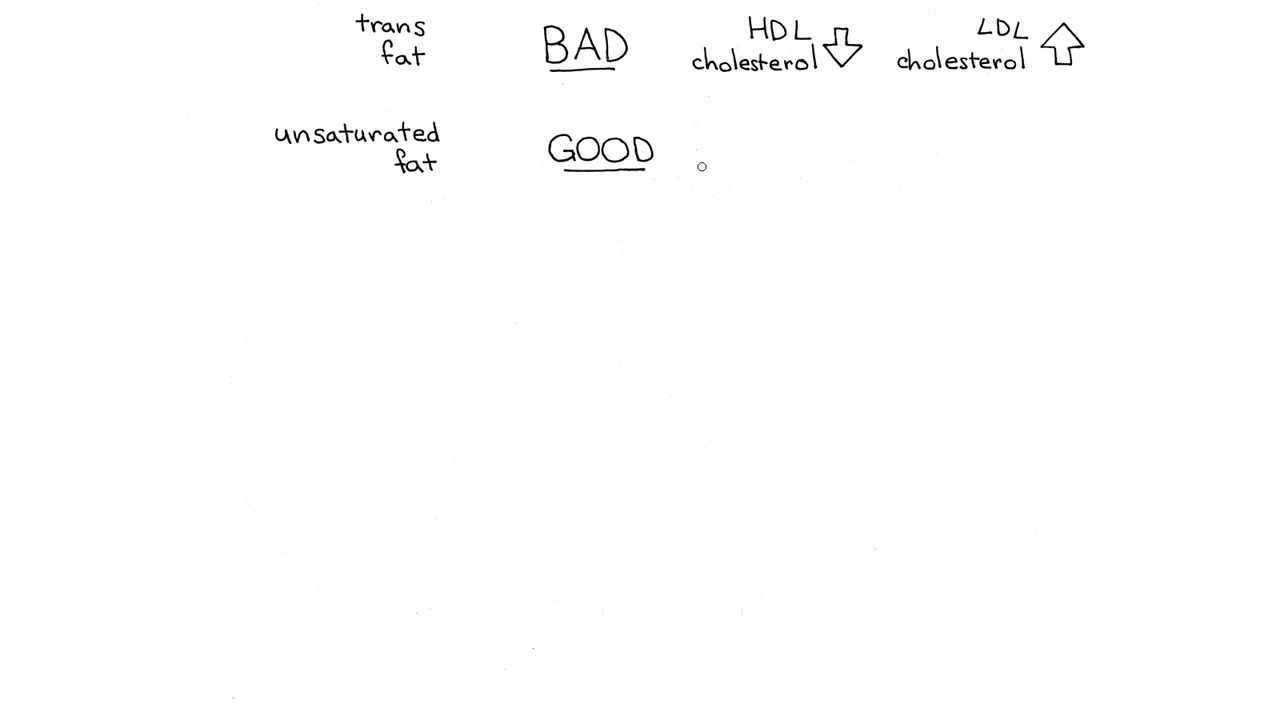 trans
fat
BAD
HDL
cholesterol
LDL
cholesterol
unsaturated
fat
GOOD